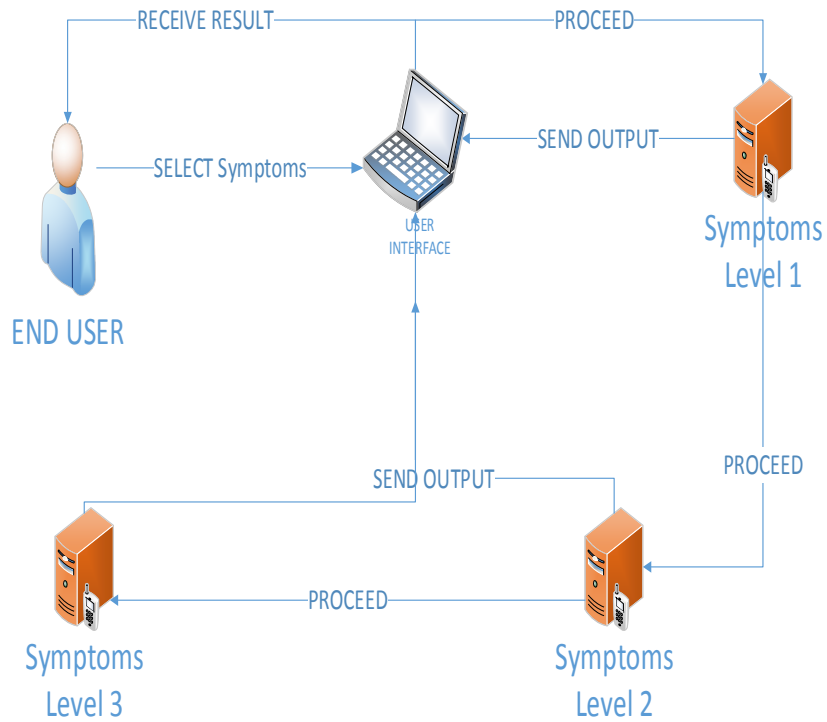 RECEIVE RESULT
PROCEED
SEND OUTPUT
SELECT Symptoms
USER
INTERFACE
Symptoms
Level 1
END USER
PROCEED
SEND OUTPUT
PROCEED
Symptoms
Level 3
Symptoms
Level 2